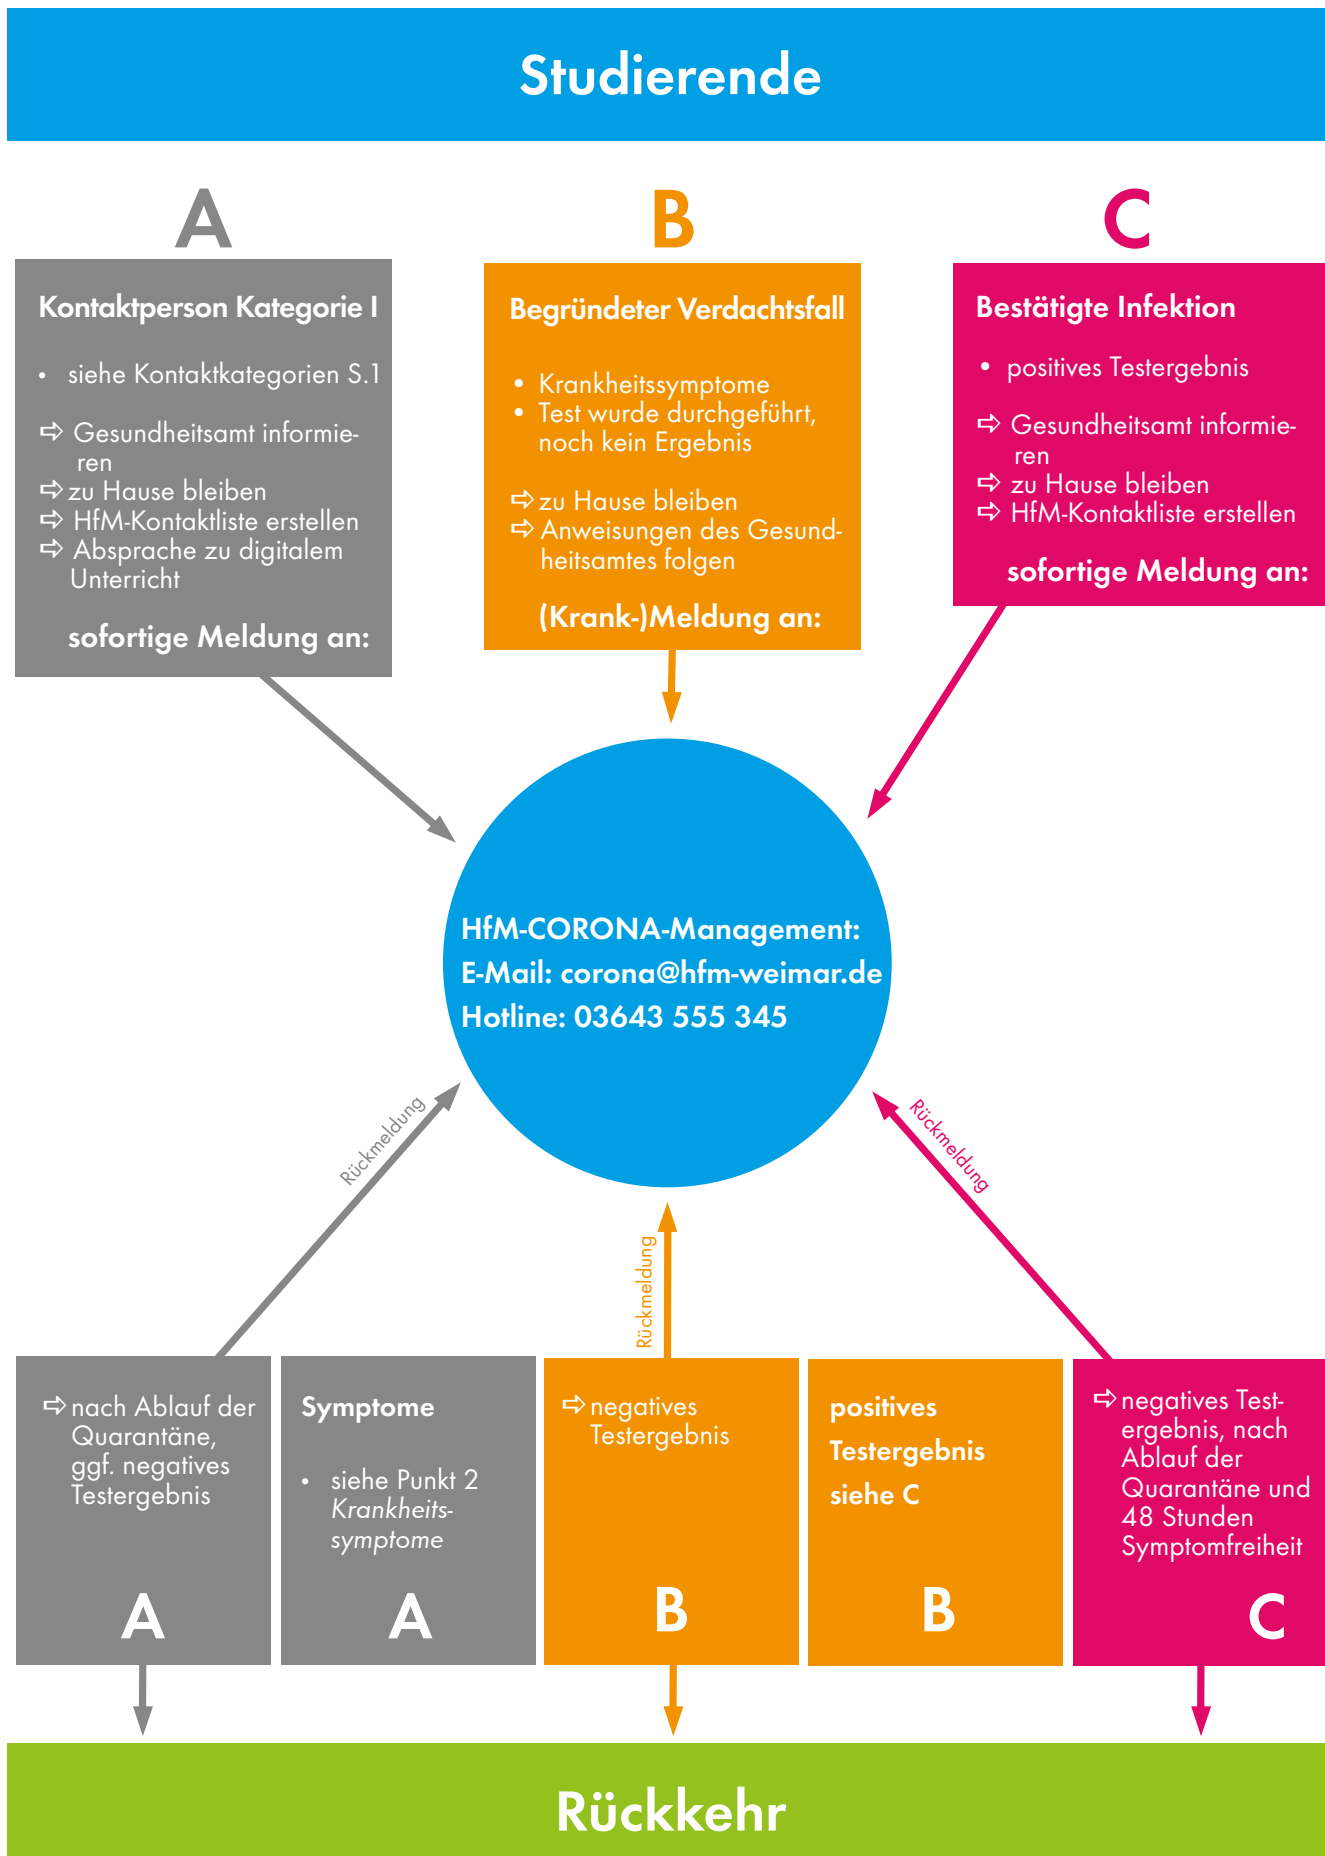 Studierende
A
Kontaktperson Kategorie I
• siehe Kontaktkategorien S.1
⇨ Gesundheitsamt informie-
ren
⇨ zu Hause bleiben
⇨ HfM-Kontaktliste erstellen
⇨ Absprache zu digitalem
Unterricht
sofortige Meldung an:
B
Begründeter Verdachtsfall
• Krankheitssymptome
• Test wurde durchgeführt,
noch kein Ergebnis
⇨ zu Hause bleiben
⇨ Anweisungen des Gesund-
heitsamtes folgen
(Krank-)Meldung an:
C
Bestätigte Infektion
• positives Testergebnis
⇨ Gesundheitsamt informie-
ren
⇨ zu Hause bleiben
⇨ HfM-Kontaktliste erstellen
sofortige Meldung an:
HfM-CORONA-Management:
E-Mail: corona@hfm-weimar.de
Hotline: 03643 555 345
Rückmeldung
Rückmeldung
Rückmeldung
⇨ nach Ablauf der
Quarantäne,
ggf. negatives
Testergebnis
A
Symptome
• siehe Punkt 2
Krankheits-
symptome
A
⇨ negatives
Testergebnis
B
positives
Testergebnis
siehe C
B
⇨ negatives Test-
ergebnis, nach
Ablauf der
Quarantäne und
48 Stunden
Symptomfreiheit
C
Rückkehr